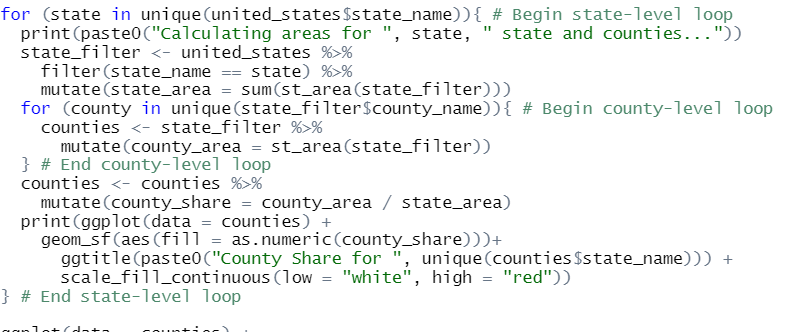 for (state in unique(united_states$state_name)){ # Begin state-level loop
  print(paste0("Calculating areas for ", state, " state and counties..."))
  state_filter <- united_states %>%
    filter(state_name == state) %>%
    mutate(state_area = sum(st_area(state_filter)))
  for (county in unique(state_filter$county_name)){ # Begin county-level loop
    counties <- state_filter %>%
      mutate(county_area = st_area(state_filter))
  } # End county-level loop
  counties <- counties %>%
    mutate(county_share = county_area / state_area)
  print(ggplot(data = counties) +
    geom_sf(aes(fill = as.numeric(county_share)))+
      ggtitle(paste0("County Share for ", unique(counties$state_name))) +
      scale_fill_continuous(low = "white", high = "red"))
} # End state-level loop
ggplot(data = counties) +